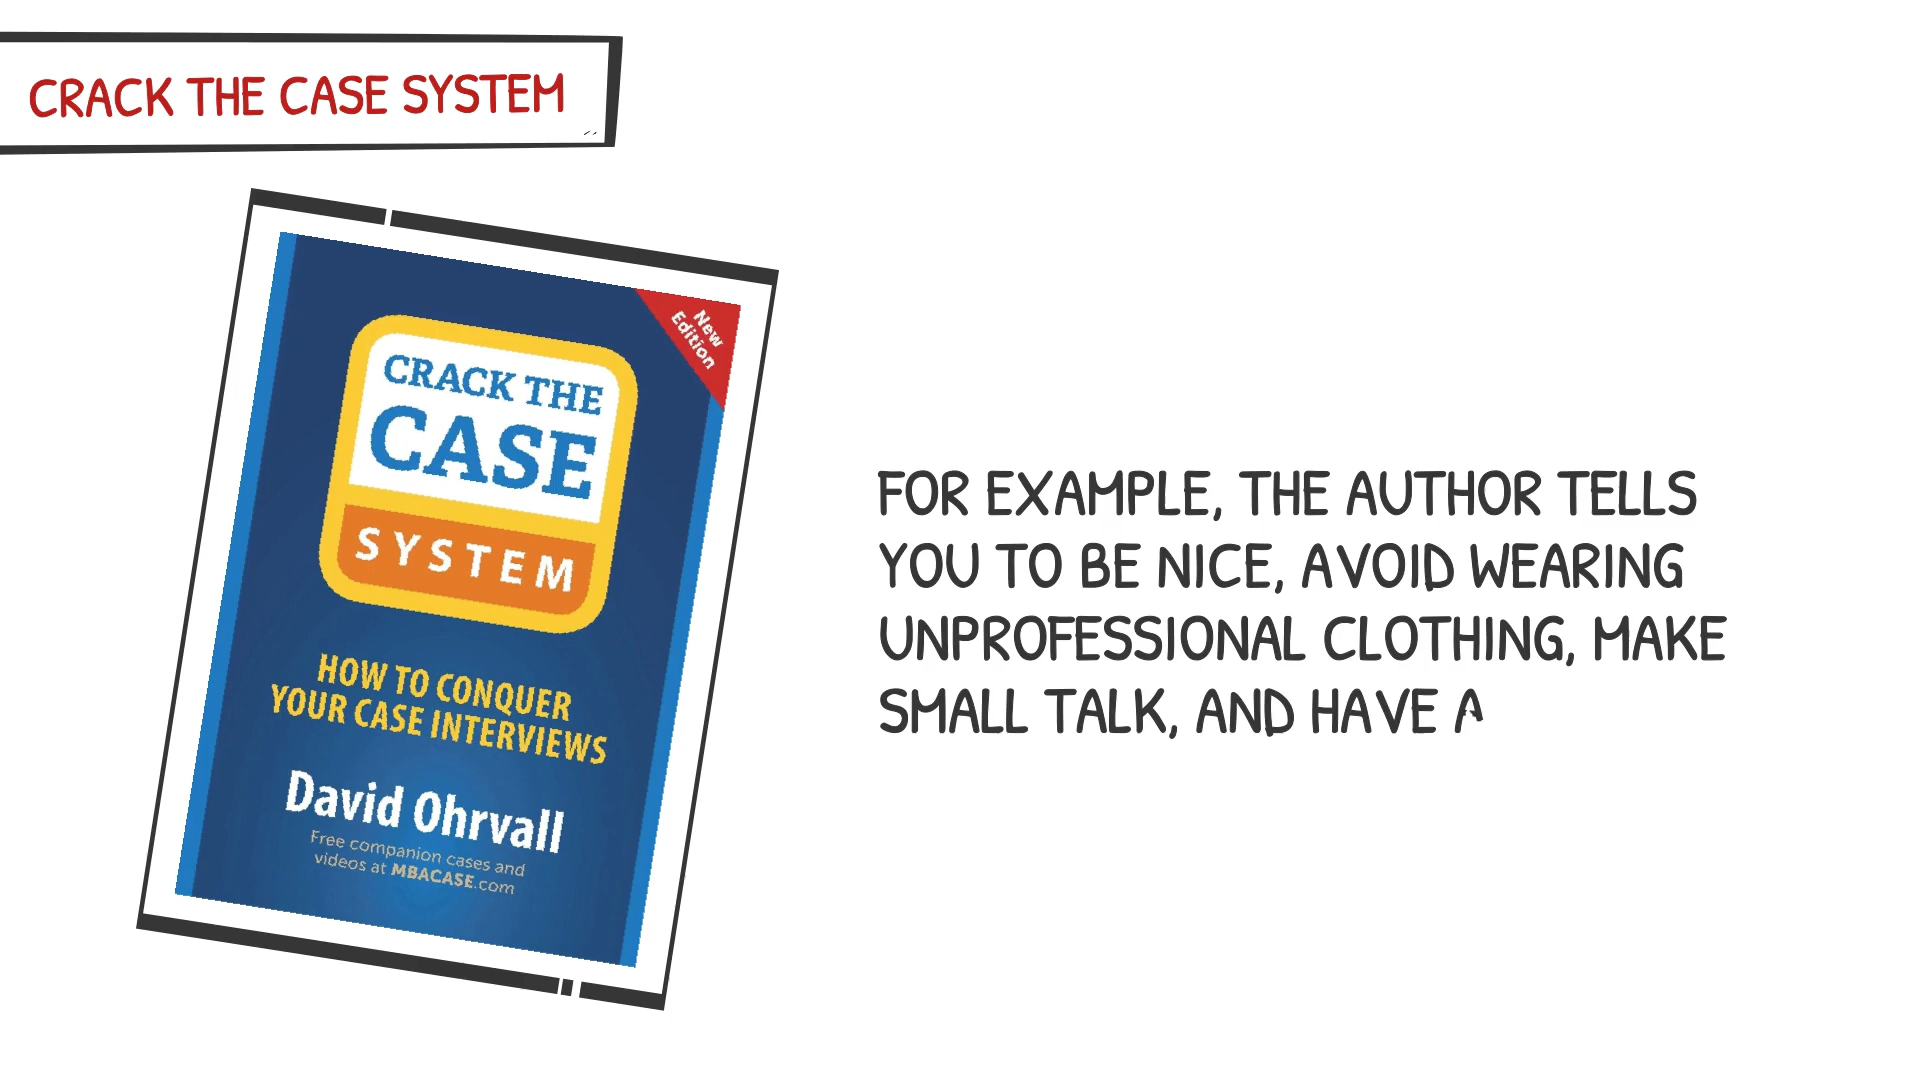 CRACK THE CASE SYSTEM
New
Edition
CRACK THE
CASE
SYSTEM
HOW TO CONQUER
YOUR CASE INTERVIEWS
David Ohrvall
Free companion cases and
videos at MBACASE.com
FOR EXAMPLE, THE AUTHOR TELLS
YOU TO BE NICE, AVOID WEARING
UNPROFESSIONAL CLOTHING, MAKE
SMALL TALK, AND HAVE A